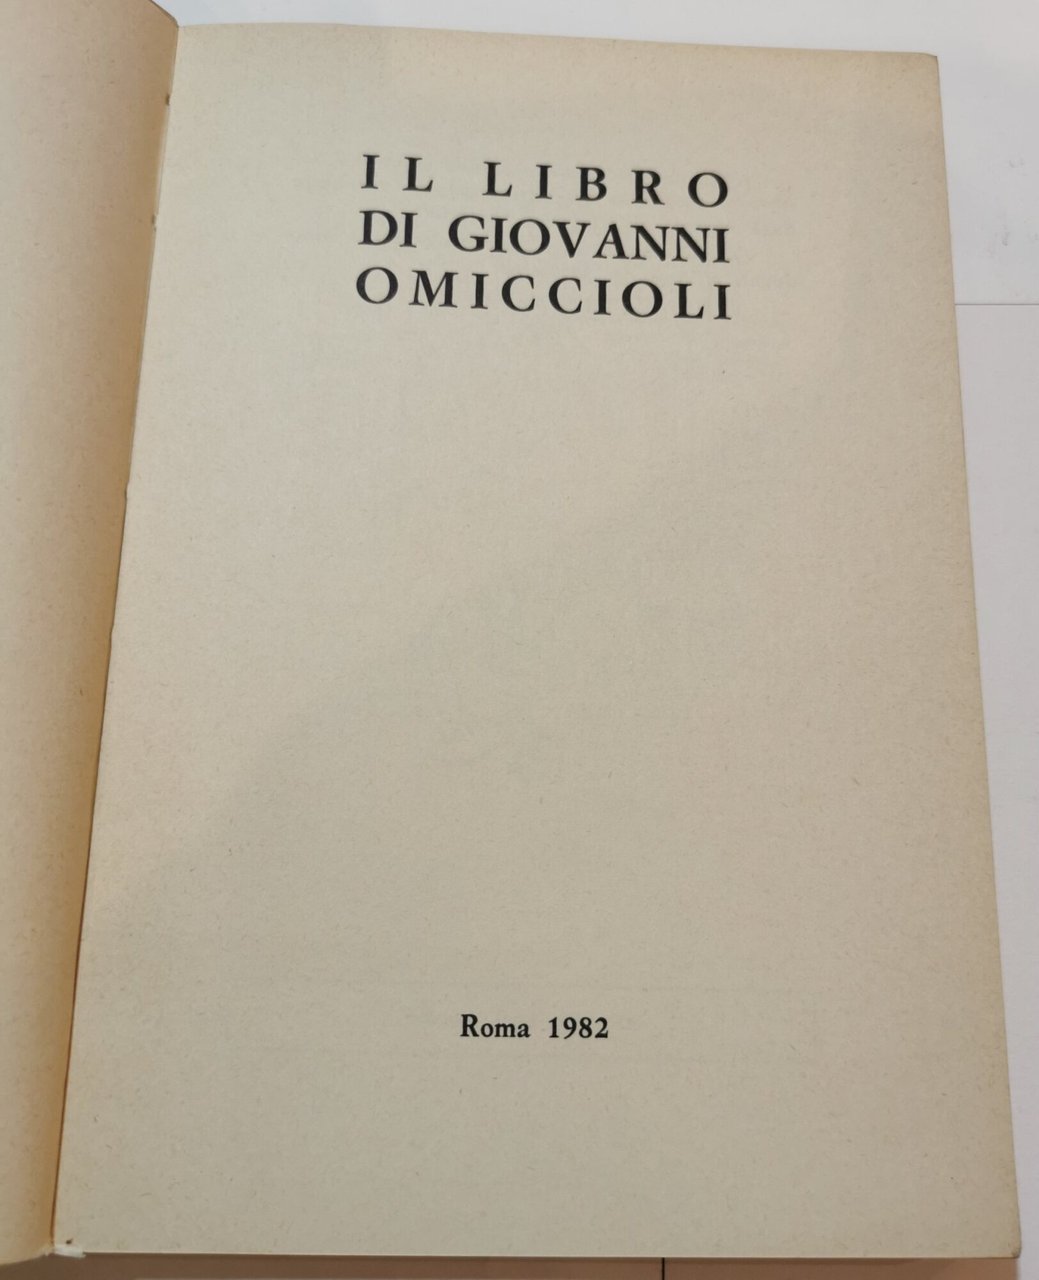 IL LIBRO
DI GIOVANNI
OMICCIOLI
Roma 1982